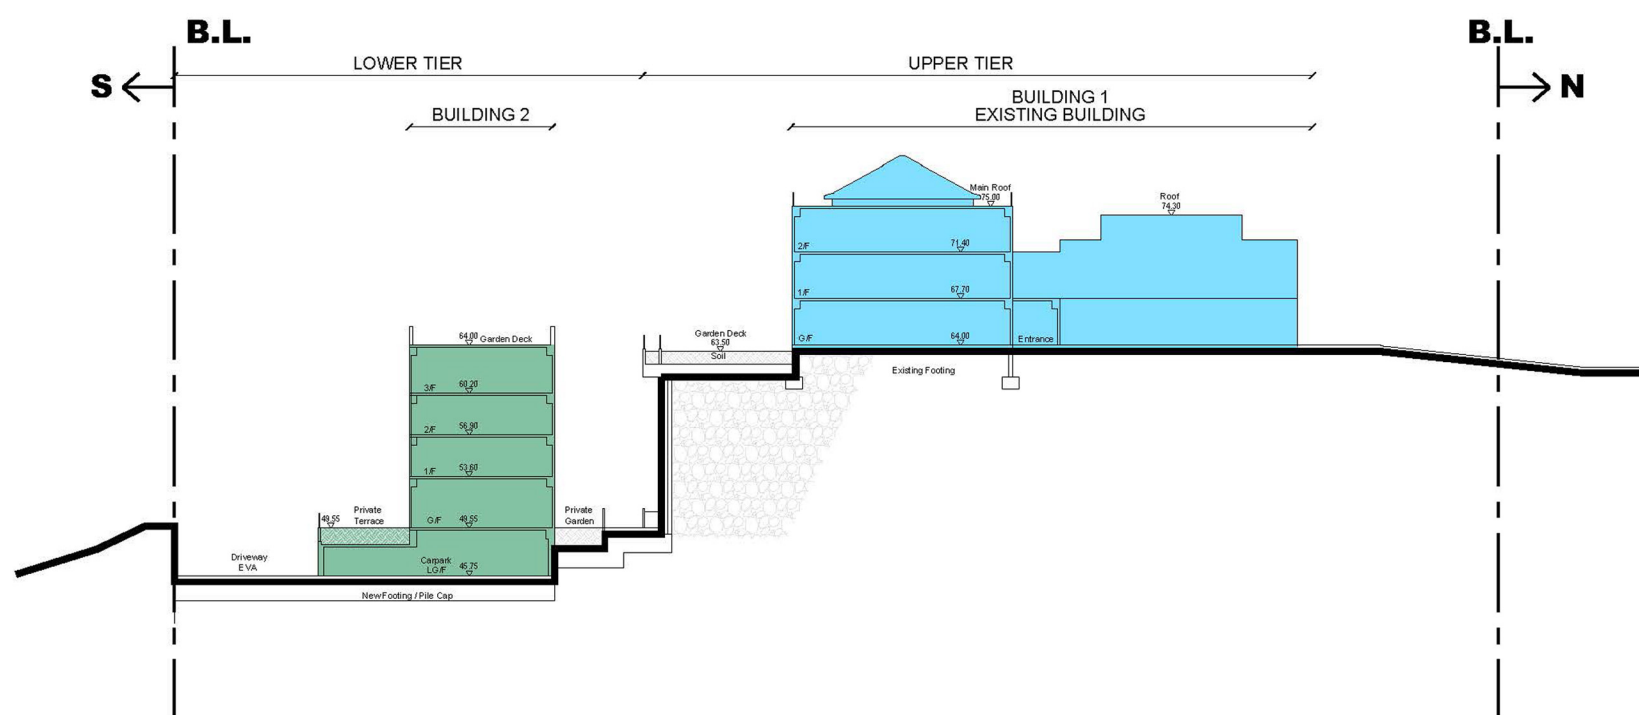 B.L.
B.L.
LOWER TIER
UPPER TIER
S
N
BUILDING 2
BUILDING 1
EXISTING BUILDING
Main Roof
75.00
Roof
74.30
2/F
71.40
1/F
67.70
G/F
64.00
Entrance
64.00
Garden Deck
Garden Deck
63.50
Soil
Existing Footing
3/F
60.20
2/F
56.90
1/F
53.60
49.55
Private
Terrace
G/F
49.55
Private
Garden
Driveway
EVA
Carpark
LG/F
45.75
New Footing / Pile Cap